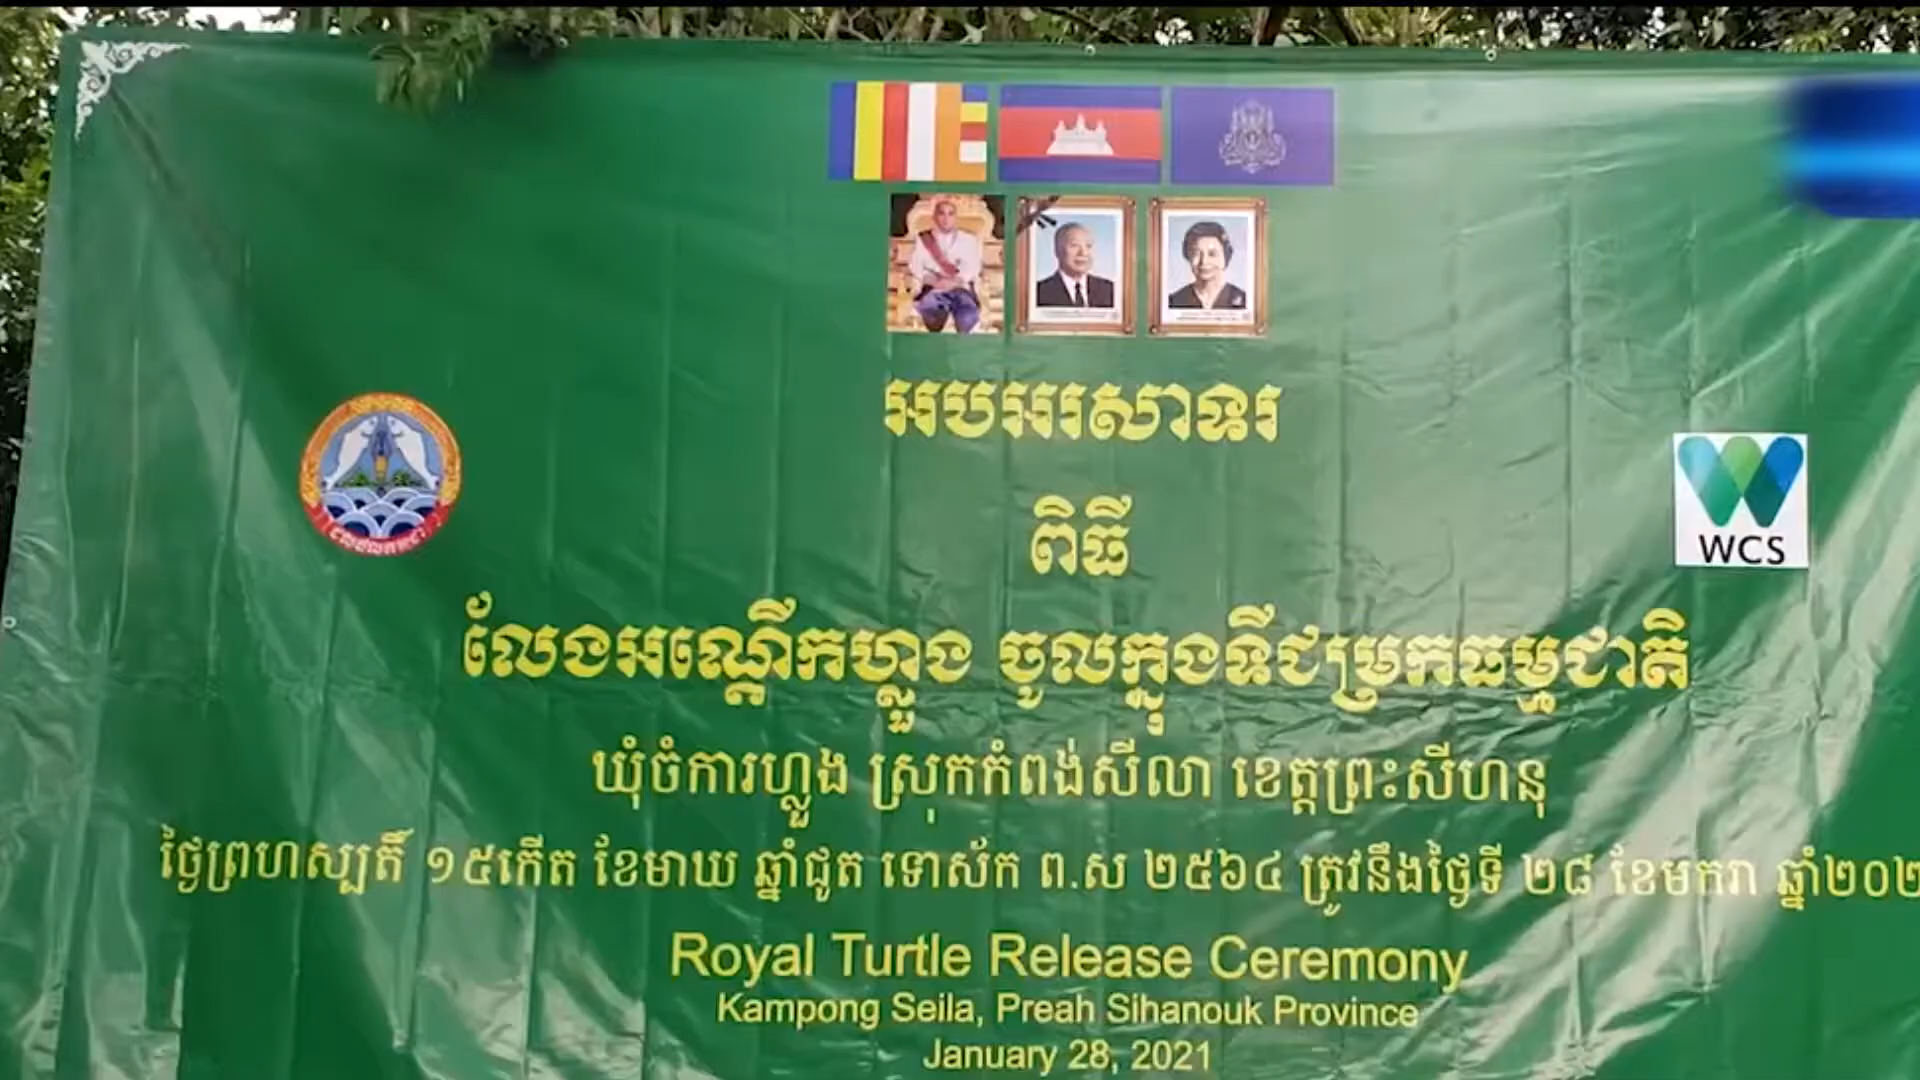 អបអរសាទរ
ពិធី
WCS
លែងអណ្តើកហ្លួង ចូលក្នុងទីជម្រកធម្មជាតិ
ឃុំចំការហ្លួង ស្រុកកំពង់សីលា ខេត្តព្រះសីហនុ
ថ្ងៃព្រហស្បតិ៍ ១៥កើត ខែមាឃ ឆ្នាំជូត ទោស័ក ព.ស ២៥៦៤ ត្រូវនឹងថ្ងៃទី ២៨ ខែមករា ឆ្នាំ២០២
Royal Turtle Release Ceremony
Kampong Seila, Preah Sihanouk Province
January 28, 2021